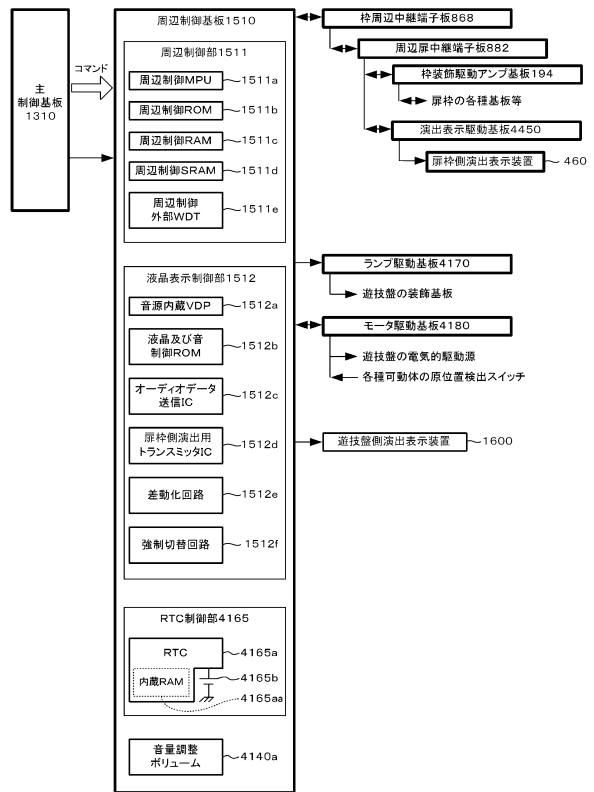 主
制御基板
1310
コマンド
周辺制御基板1510
周辺制御部1511
周辺制御MPU
1511a
周辺制御ROM
1511b
周辺制御RAM
1511c
周辺制御SRAM
1511d
周辺制御
外部WDT
1511e
液晶表示制御部1512
音源内蔵VDP
1512a
液晶及び音
制御ROM
1512b
オーディオデータ
送信IC
1512c
扉枠側演出用
トランスミッタIC
1512d
差動化回路
1512e
強制切替回路
1512f
RTC制御部4165
RTC
4165a
内蔵RAM
4165b
4165aa
音量調整
ボリューム
4140a
枠周辺中継端子板868
周辺扉中継端子板882
枠装飾駆動アンプ基板194
扉枠の各種基板等
演出表示駆動基板4450
扉枠側演出表示装置
460
ランプ駆動基板4170
遊技盤の装飾基板
モータ駆動基板4180
遊技盤の電気的駆動源
各種可動体の原位置検出スイッチ
遊技盤側演出表示装置
1600